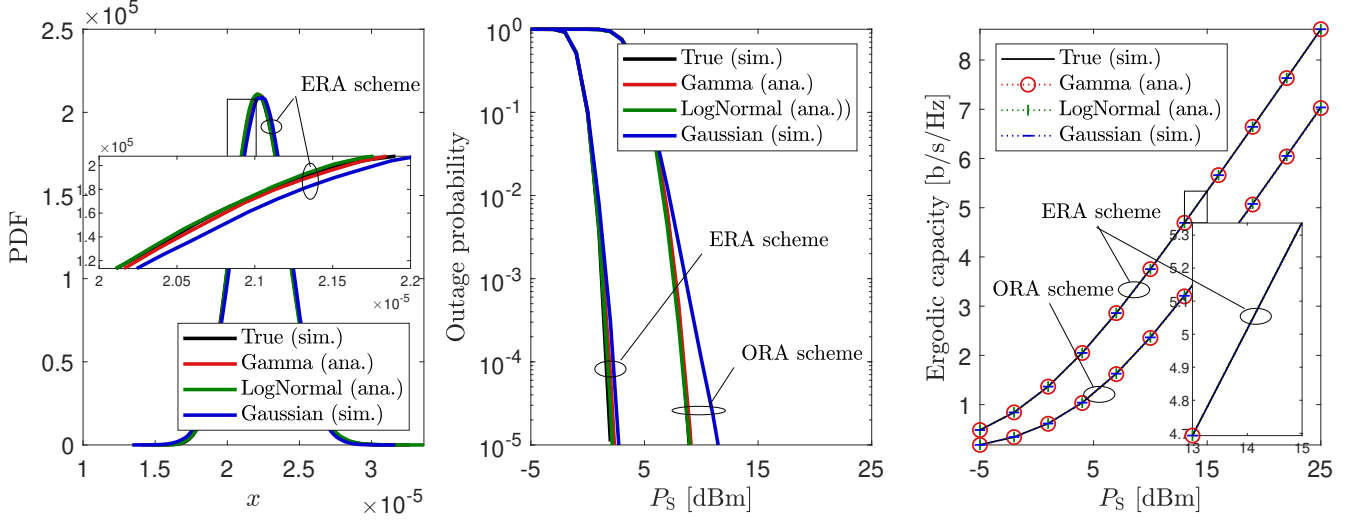 ×10^5
2.5
2
1.5
1
0.5
0
PDF
ERA scheme
×10^5
2
1.8
1.6
1.4
1.2
2
2.05
2.1
2.15
2.2
×10^-5
True (sim.)
Gamma (ana.)
LogNormal (ana.)
Gaussian (sim.)
1
1.5
2
2.5
3
x
×10^-5
10^0
10^-1
10^-2
10^-3
10^-4
10^-5
Outage probability
True (sim.)
Gamma (ana.)
LogNormal (ana.))
Gaussian (sim.)
ERA scheme
ORA scheme
-5
5
15
25
P_S [dBm]
8
7
6
5
4
3
2
1
Ergodic capacity [b/s/Hz]
True (sim.)
Gamma (ana.)
LogNormal (ana.)
Gaussian (sim.)
ERA scheme
ORA scheme
5.3
5.2
5.1
5
4.9
4.8
4.7
13
14
15
-5
5
15
25
P_S [dBm]